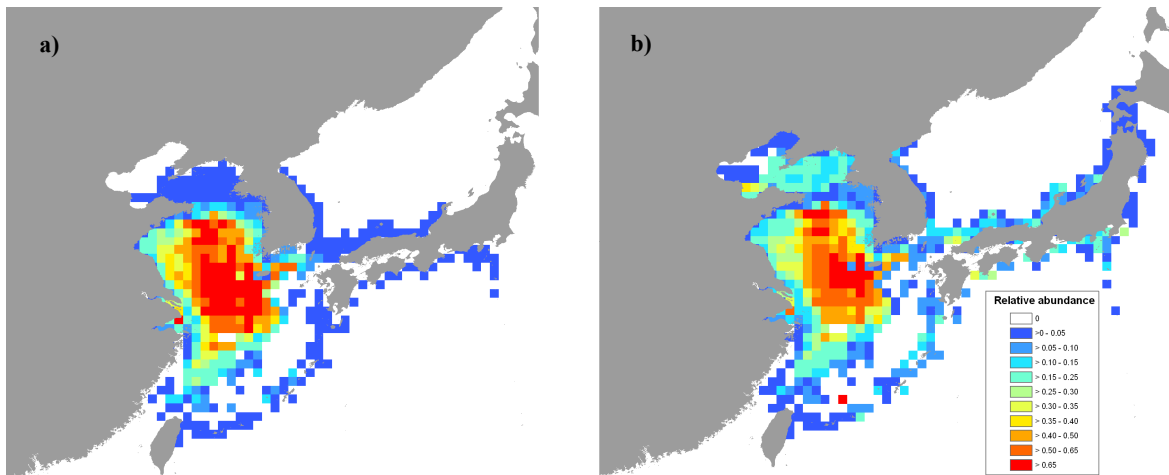 a)
b)
Relative abundance
0
>0 - 0.05
> 0.05 - 0.10
> 0.10 - 0.15
> 0.15 - 0.25
> 0.25 - 0.30
> 0.30 - 0.35
> 0.35 - 0.40
> 0.40 - 0.50
> 0.50 - 0.65
> 0.65